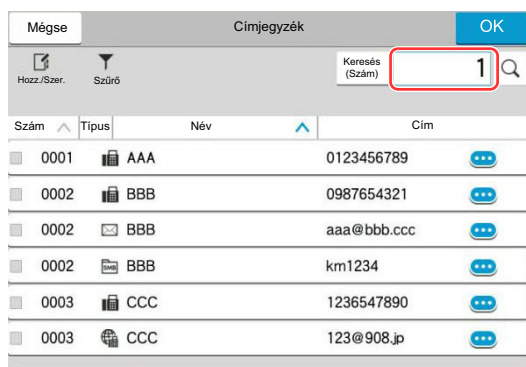 Mégse Címjegyzék OK
Hozz./Szer. Szűrő Keresés (Szám) 1
Szám Típus Név Cím
0001 AAA 0123456789
0002 BBB 0987654321
0002 BBB aaa@bbb.ccc
0002 SMB BBB km1234
0003 CCC 1236547890
0003 CCC 123@908.jp